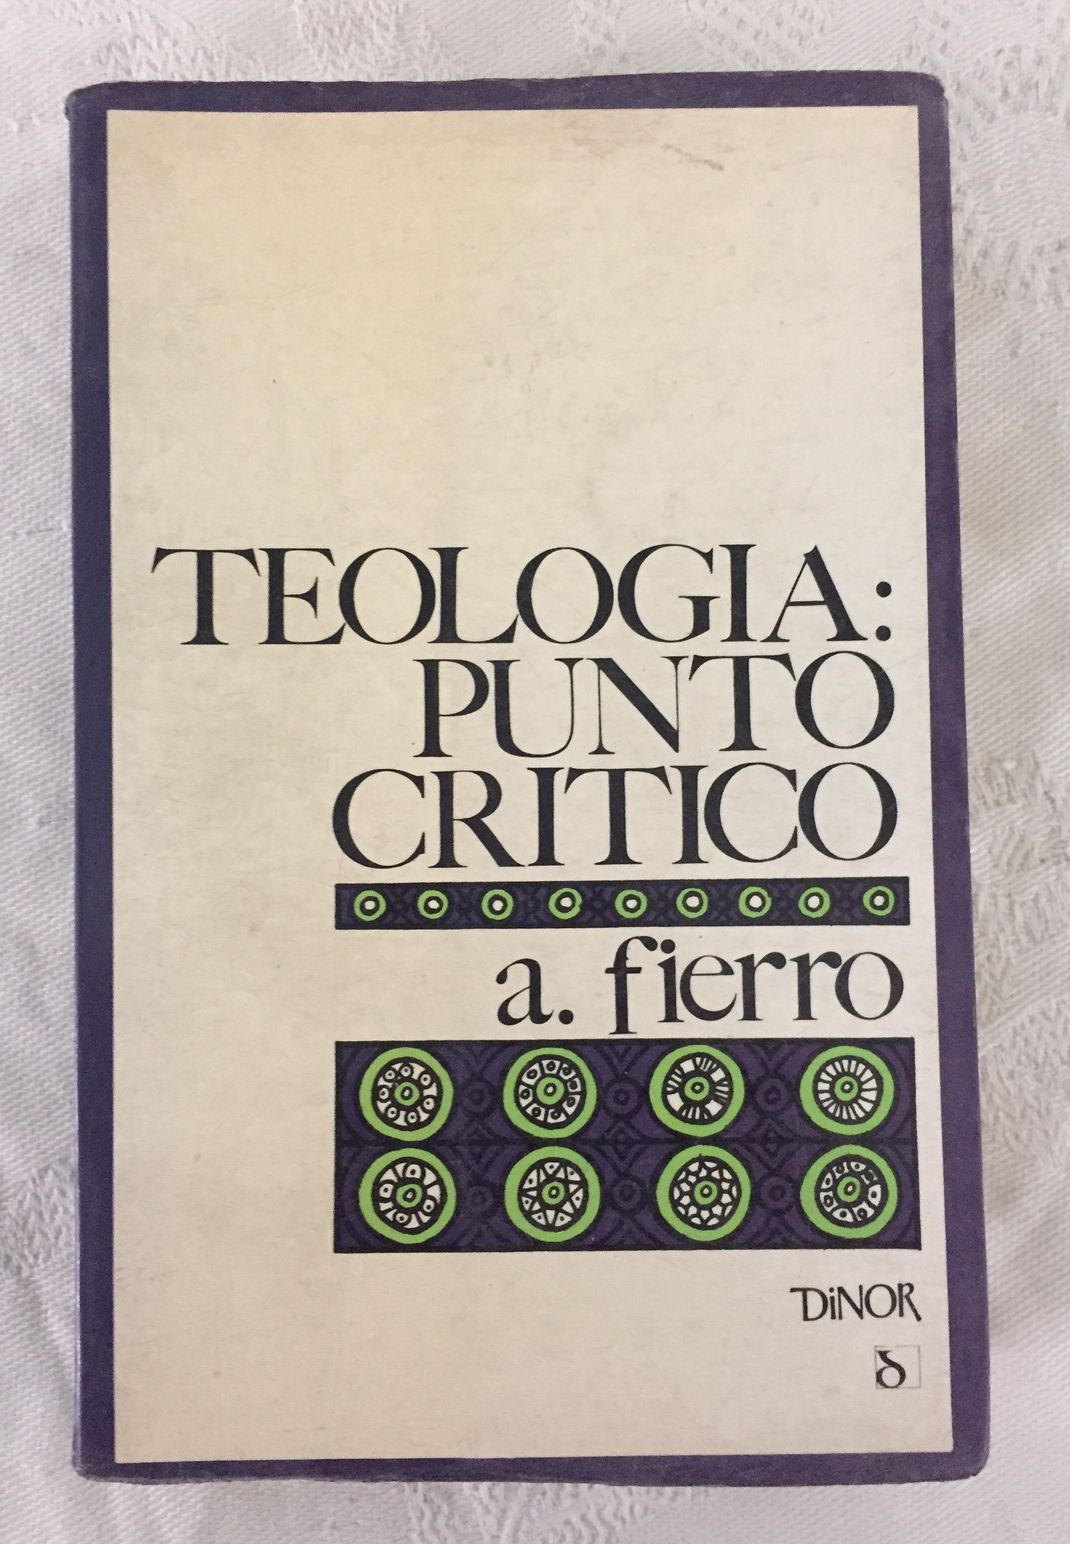 TEOLOGIA:
PUNTO
CRITICO
a. fierro
DiNOR